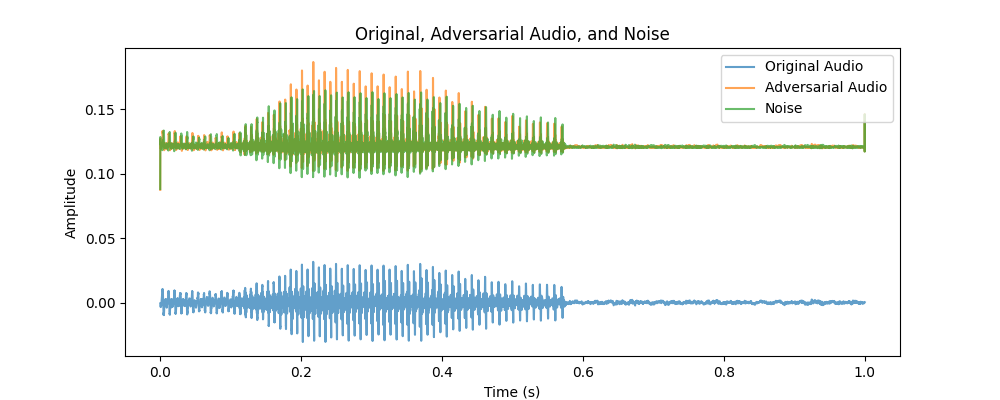 Original, Adversarial Audio, and Noise
Original Audio
Adversarial Audio
Noise
0.15
0.10
0.05
0.00
Amplitude
0.0 0.2 0.4 0.6 0.8 1.0
Time (s)